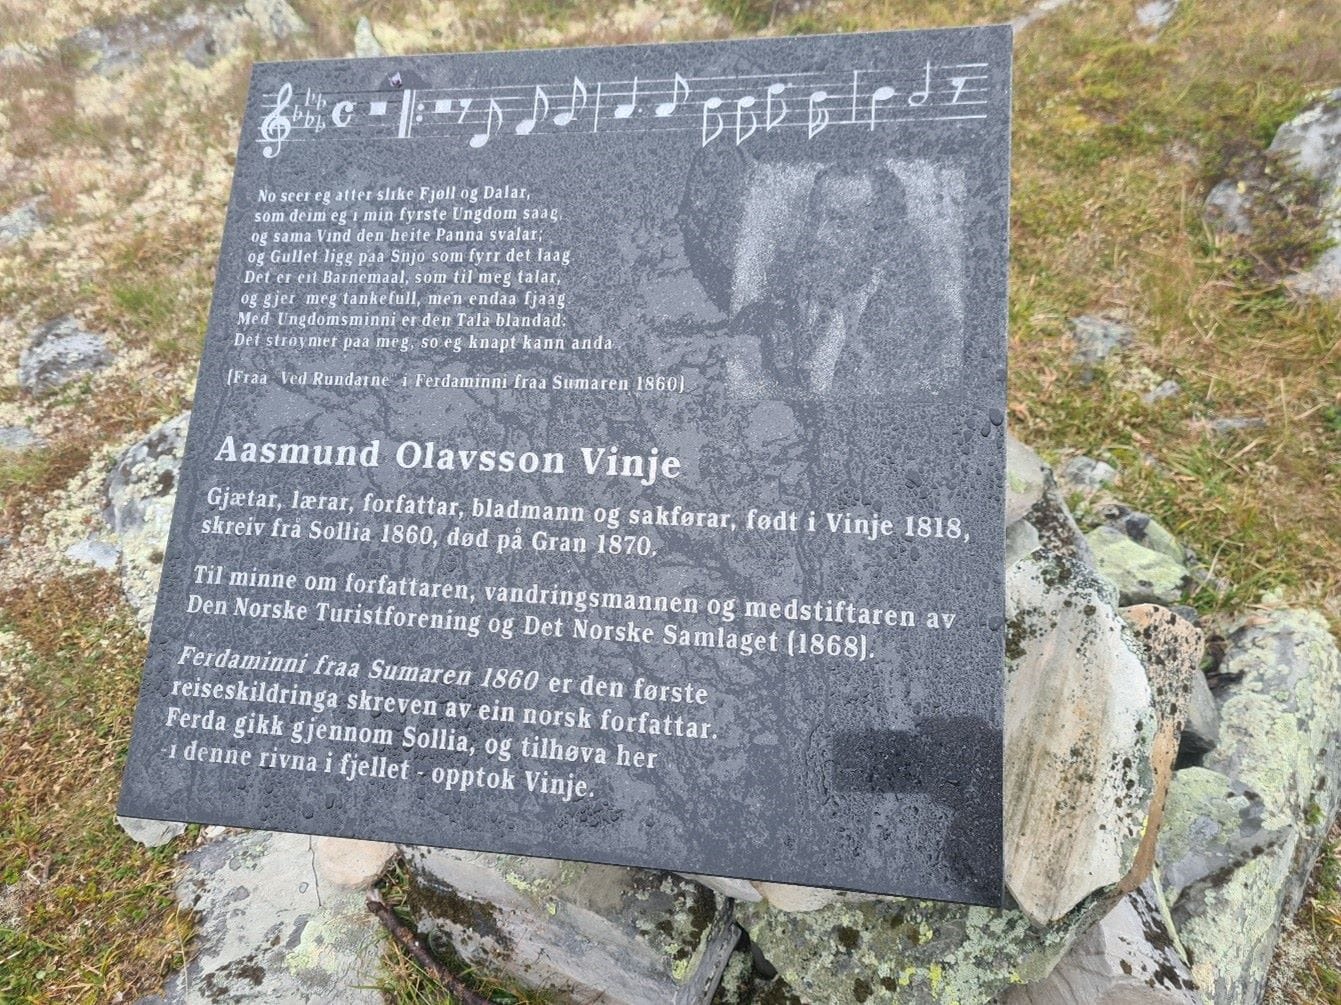 No seer eg atter slike Fjøll og Dalar,
som deim eg i min fyrste Ungdom saag,
og sama Vind den heite Panna svalar;
og Gullet ligg paa Snjo som fyrr det laag.
Det er eit Barnemaal, som til meg talar,
og gjer meg tankefull, men endaa fjaag
Med Ungdomsminni er den Tala blandad:
Det strøymer paa meg, so eg knapt kann anda.
(Fraa Ved Rundarne i Ferdaminni fraa Sumaren 1860)
Aasmund Olavsson Vinje
Gjætar, lærar, forfattar, bladmann og sakførar, født i Vinje 1818,
skreiv frå Sollia 1860, død på Gran 1870.
Til minne om forfattaren, vandringsmannen og medstiftaren av
Den Norske Turistforening og Det Norske Samlaget (1868).
Ferdaminni fraa Sumaren 1860 er den første
reiseskildringa skreven av ein norsk forfattar.
Ferda gikk gjennom Sollia, og tilhøva her
-i denne rivna i fjellet - opptok Vinje.